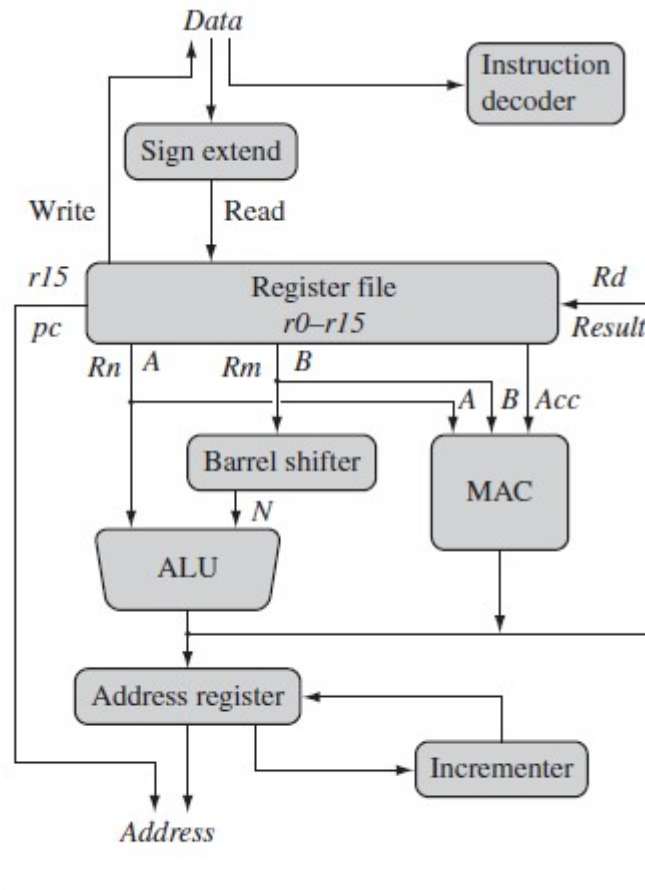 Data
Instruction
decoder
Sign extend
Write
Read
r15
Register file
Rd
pc
r0–r15
Result
Rn A Rm B
A B Acc
Barrel shifter
MAC
N
ALU
Address register
Incrementer
Address